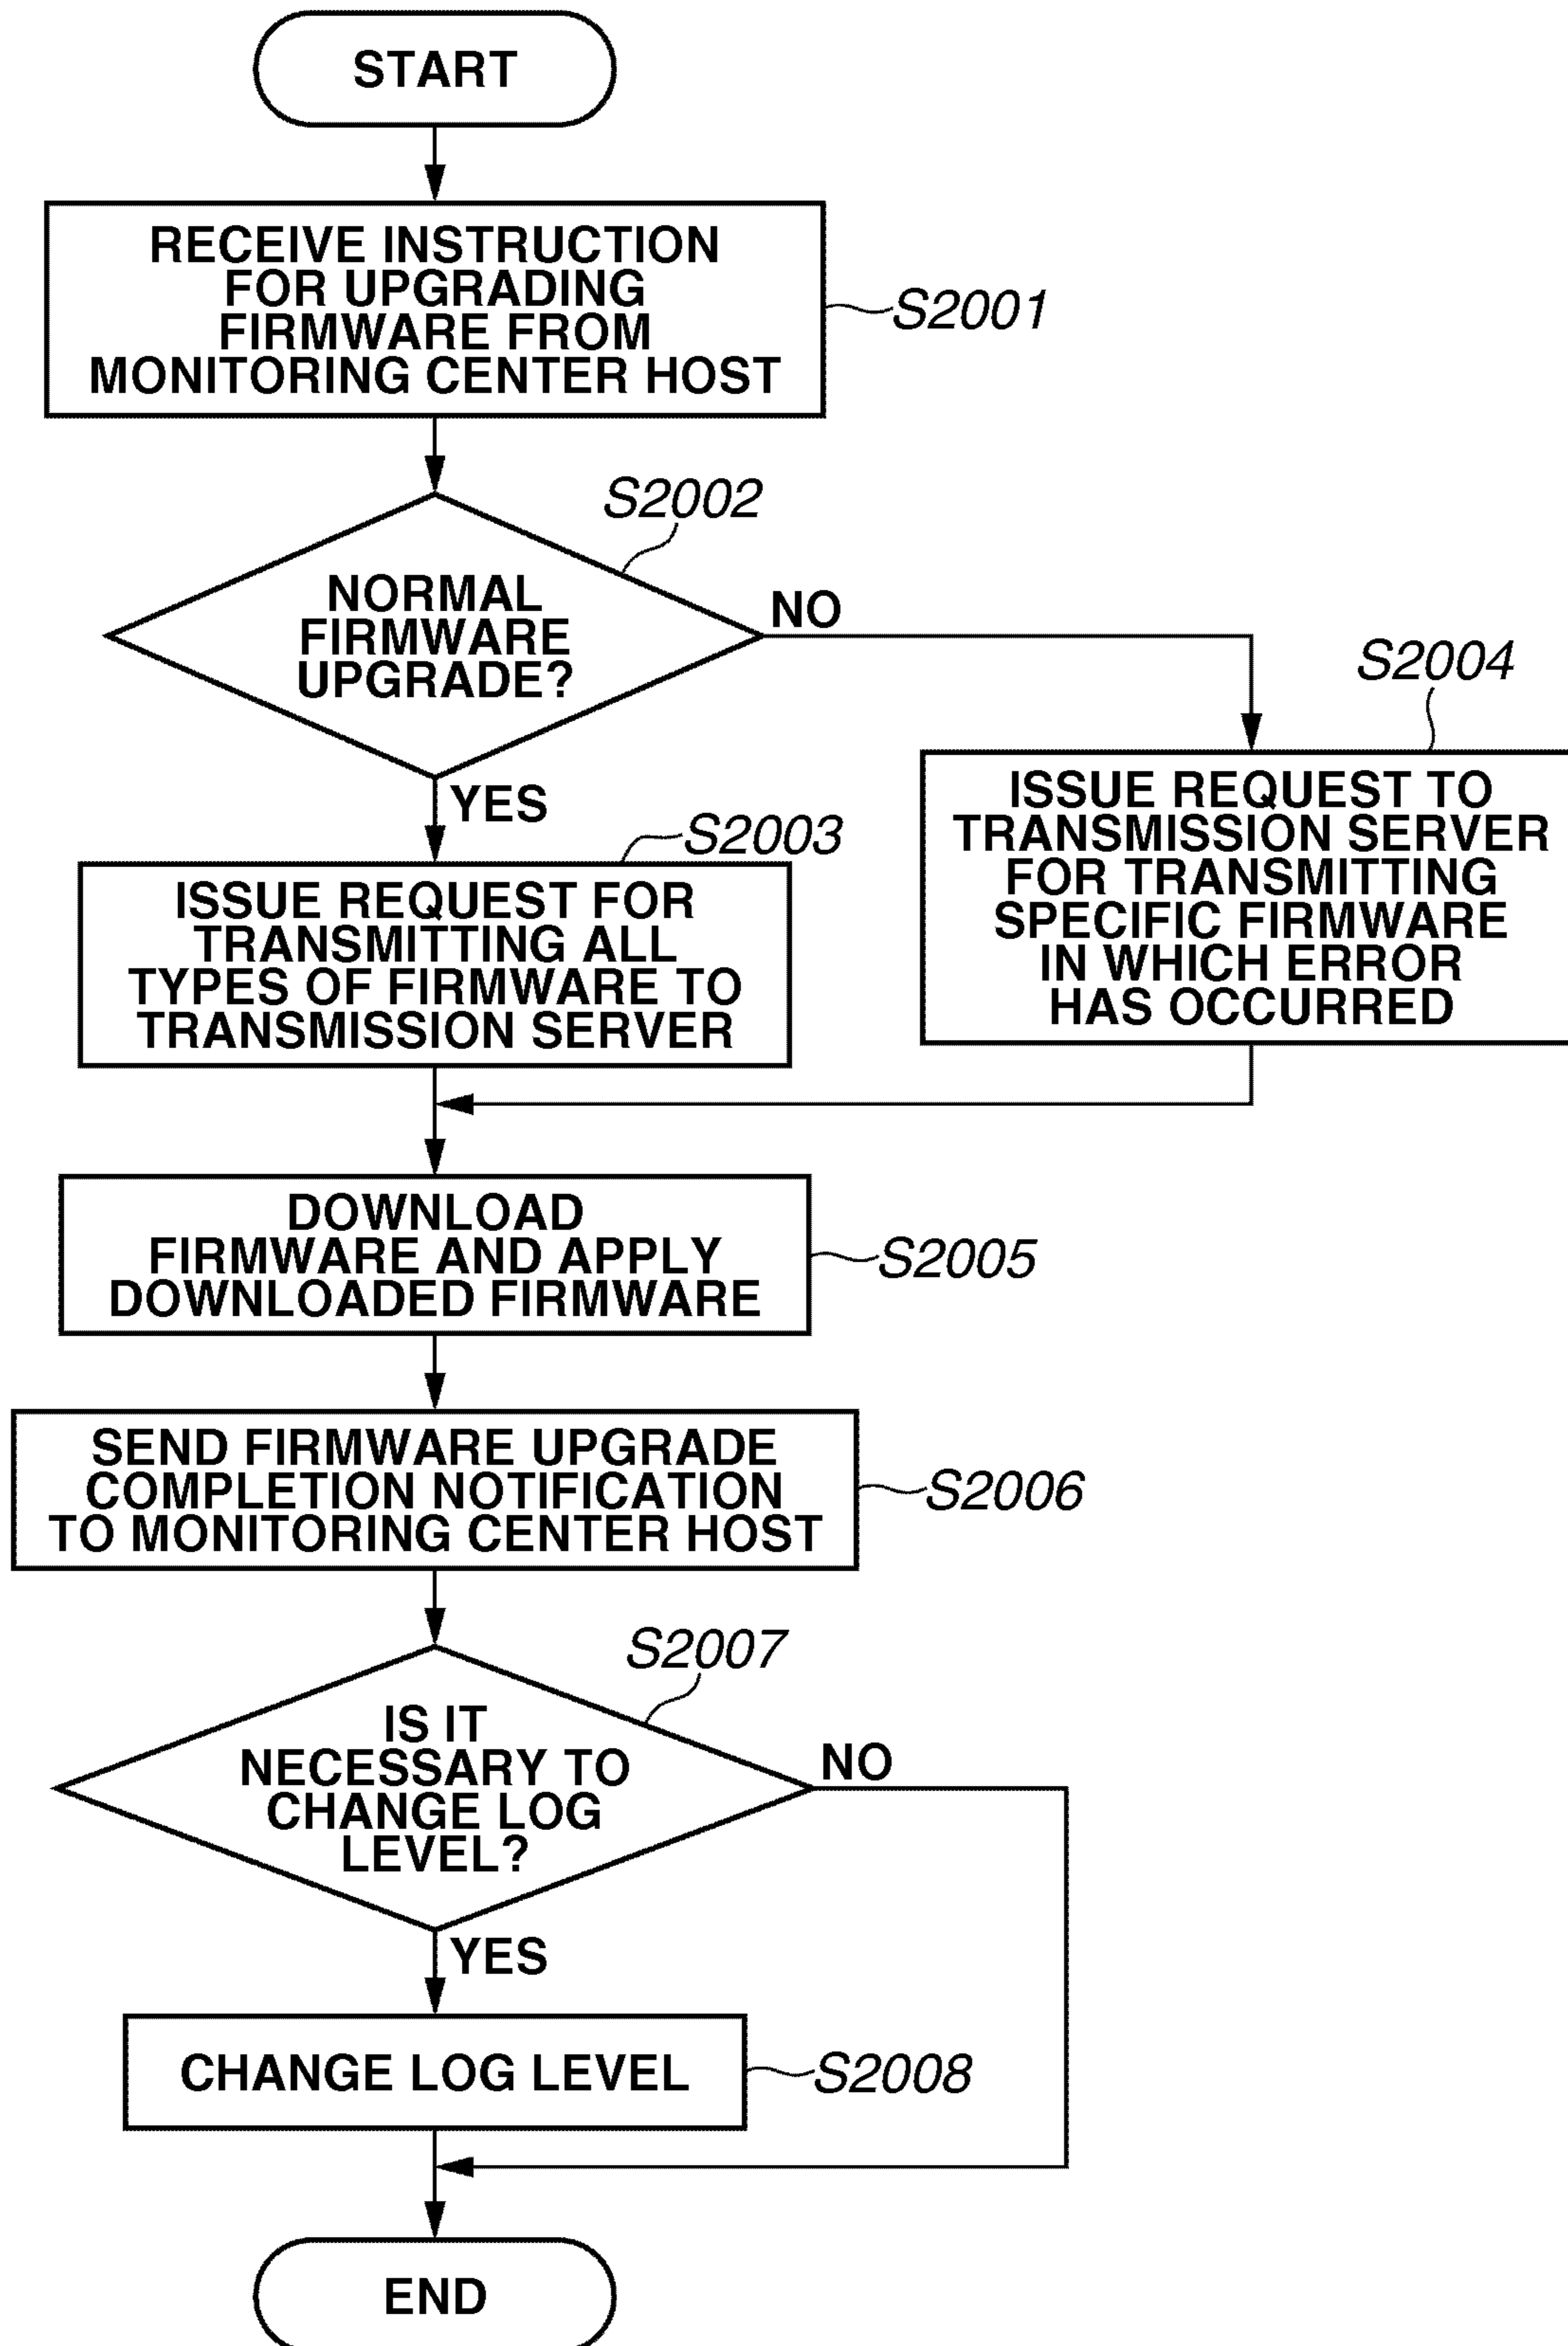 START
RECEIVE INSTRUCTION
FOR UPGRADING
FIRMWARE FROM
MONITORING CENTER HOST
S2001
S2002
NORMAL
FIRMWARE
UPGRADE?
NO
YES
S2003
ISSUE REQUEST FOR
TRANSMITTING ALL
TYPES OF FIRMWARE TO
TRANSMISSION SERVER
S2004
ISSUE REQUEST TO
TRANSMISSION SERVER
FOR TRANSMITTING
SPECIFIC FIRMWARE
IN WHICH ERROR
HAS OCCURRED
DOWNLOAD
FIRMWARE AND APPLY
DOWNLOADED FIRMWARE
S2005
SEND FIRMWARE UPGRADE
COMPLETION NOTIFICATION
TO MONITORING CENTER HOST
S2006
S2007
IS IT
NECESSARY TO
CHANGE LOG
LEVEL?
NO
YES
CHANGE LOG LEVEL
S2008
END